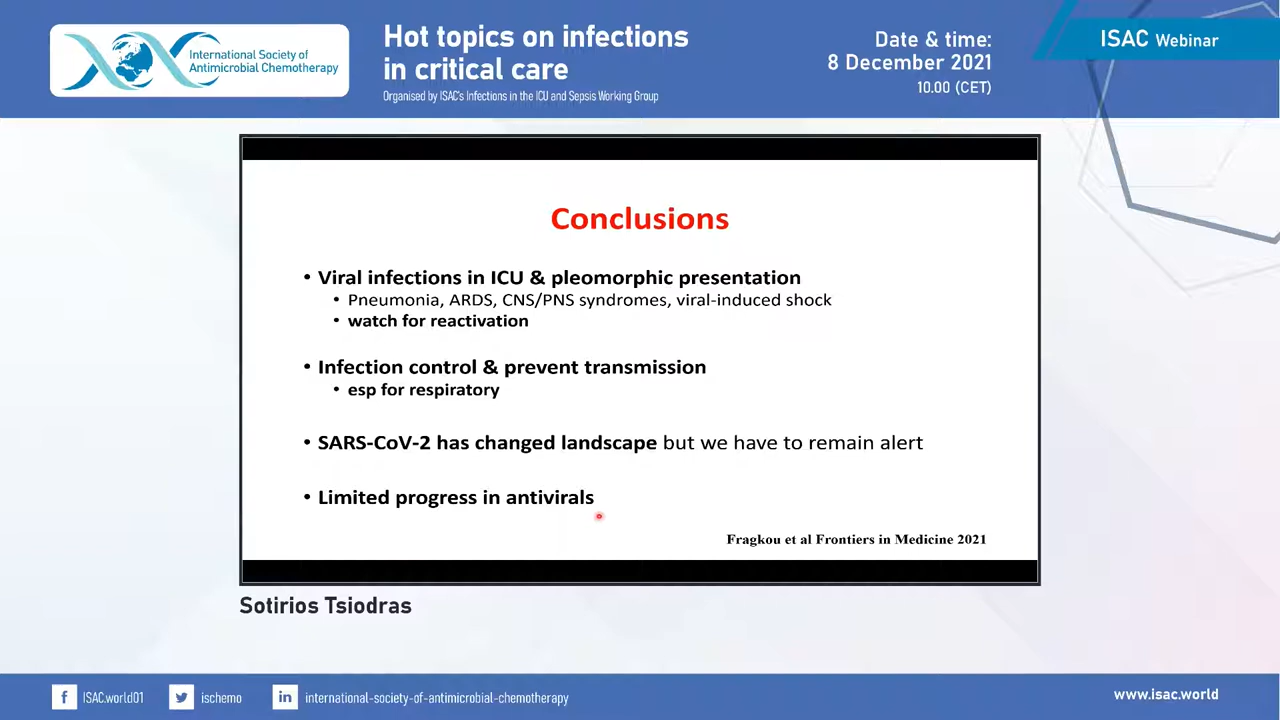 International Society of
Antimicrobial Chemotherapy
Hot topics on infections
in critical care
Organised by ISAC's Infections in the ICU and Sepsis Working Group
Date & time:
8 December 2021
10.00 (CET)
ISAC Webinar
Conclusions
• Viral infections in ICU & pleomorphic presentation
• Pneumonia, ARDS, CNS/PNS syndromes, viral-induced shock
• watch for reactivation
• Infection control & prevent transmission
• esp for respiratory
• SARS-CoV-2 has changed landscape but we have to remain alert
• Limited progress in antivirals
Fragkou et al Frontiers in Medicine 2021
Sotirios Tsiodras
ISAC.world01
ischemo
international-society-of-antimicrobial-chemotherapy
www.isac.world